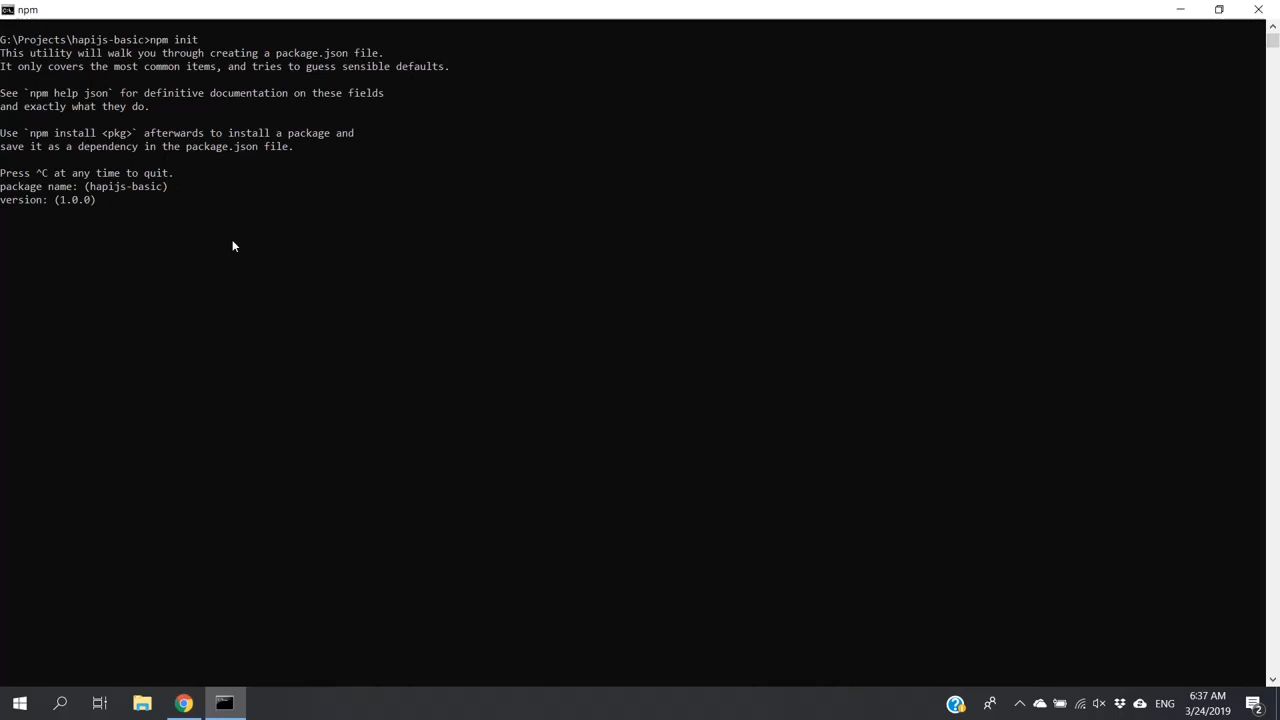 npm
G:\Projects\hapijs-basic>npm init
This utility will walk you through creating a package.json file.
It only covers the most common items, and tries to guess sensible defaults.
See `npm help json` for definitive documentation on these fields
and exactly what they do.
Use `npm install <pkg>` afterwards to install a package and
save it as a dependency in the package.json file.
Press ^C at any time to quit.
package name: (hapijs-basic)
version: (1.0.0)
ENG
6:37 AM
3/24/2019
2